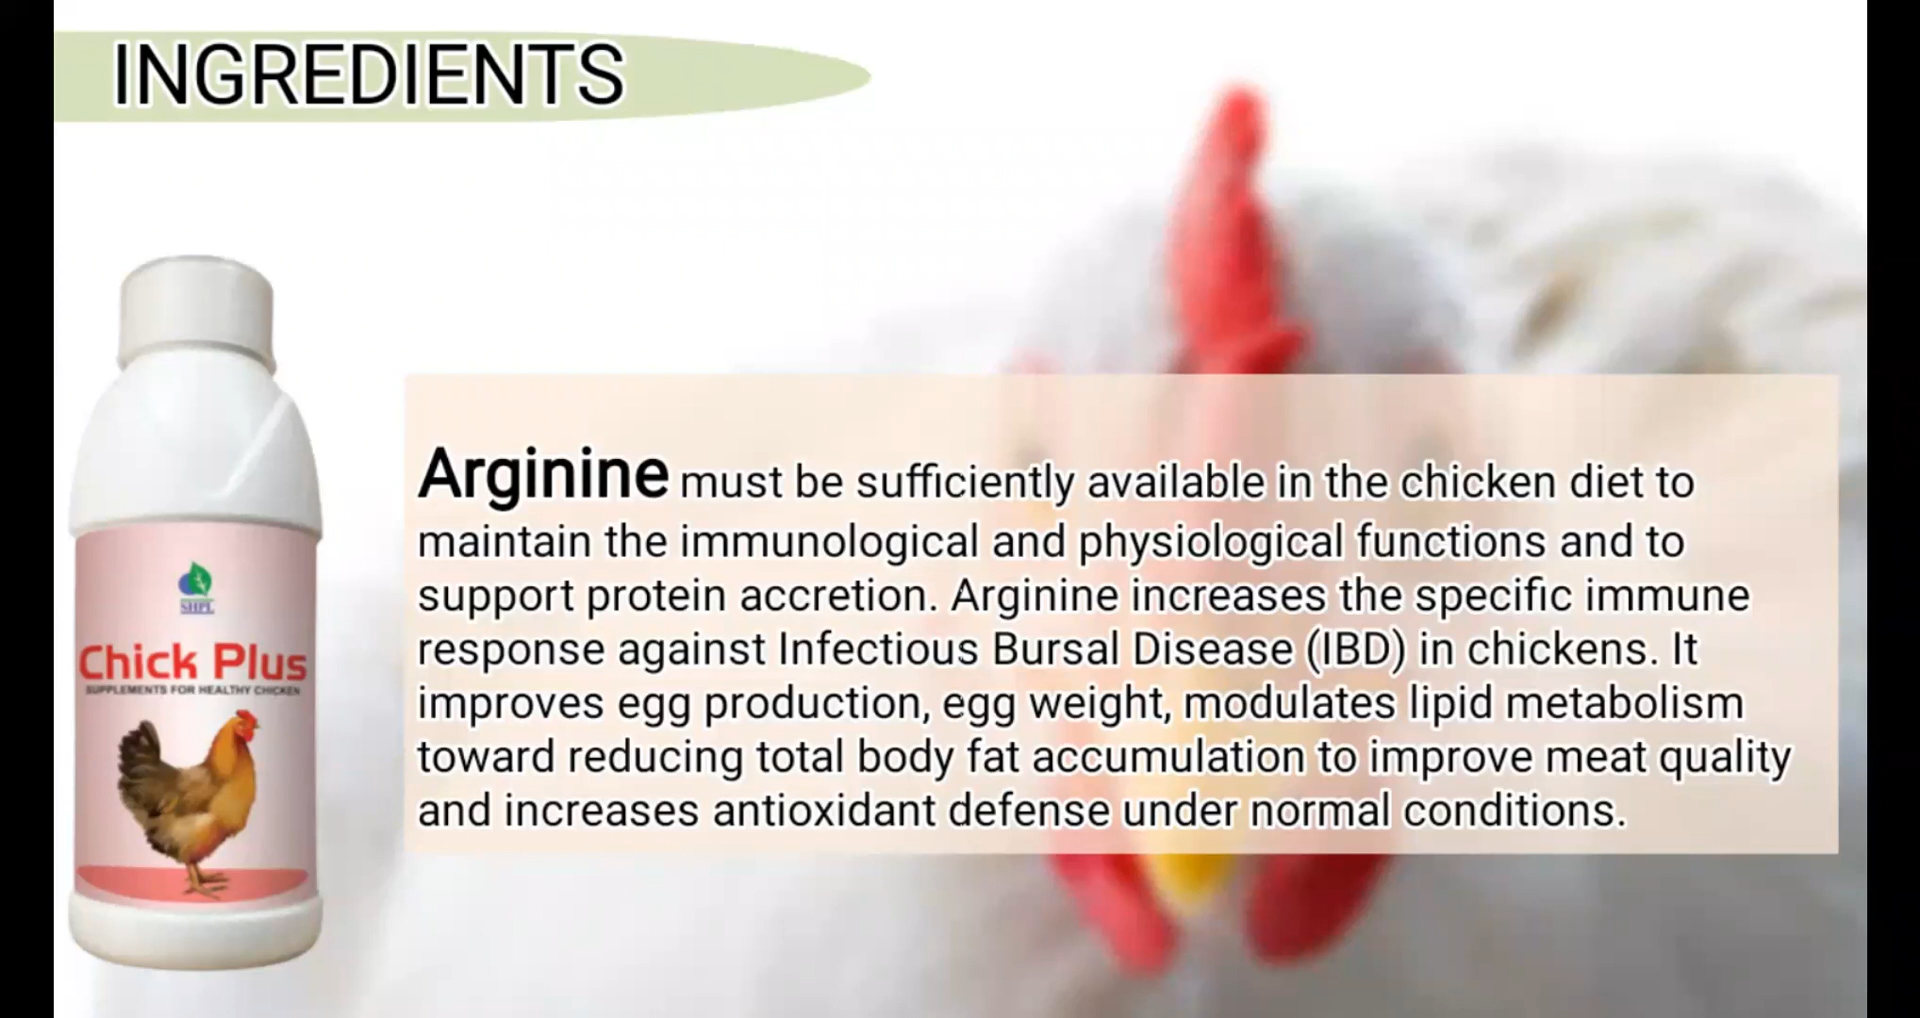 INGREDIENTS
SHPL
Chick Plus
SUPPLEMENTS FOR HEALTHY CHICKEN
Arginine must be sufficiently available in the chicken diet to
maintain the immunological and physiological functions and to
support protein accretion. Arginine increases the specific immune
response against Infectious Bursal Disease (IBD) in chickens. It
improves egg production, egg weight, modulates lipid metabolism
toward reducing total body fat accumulation to improve meat quality
and increases antioxidant defense under normal conditions.